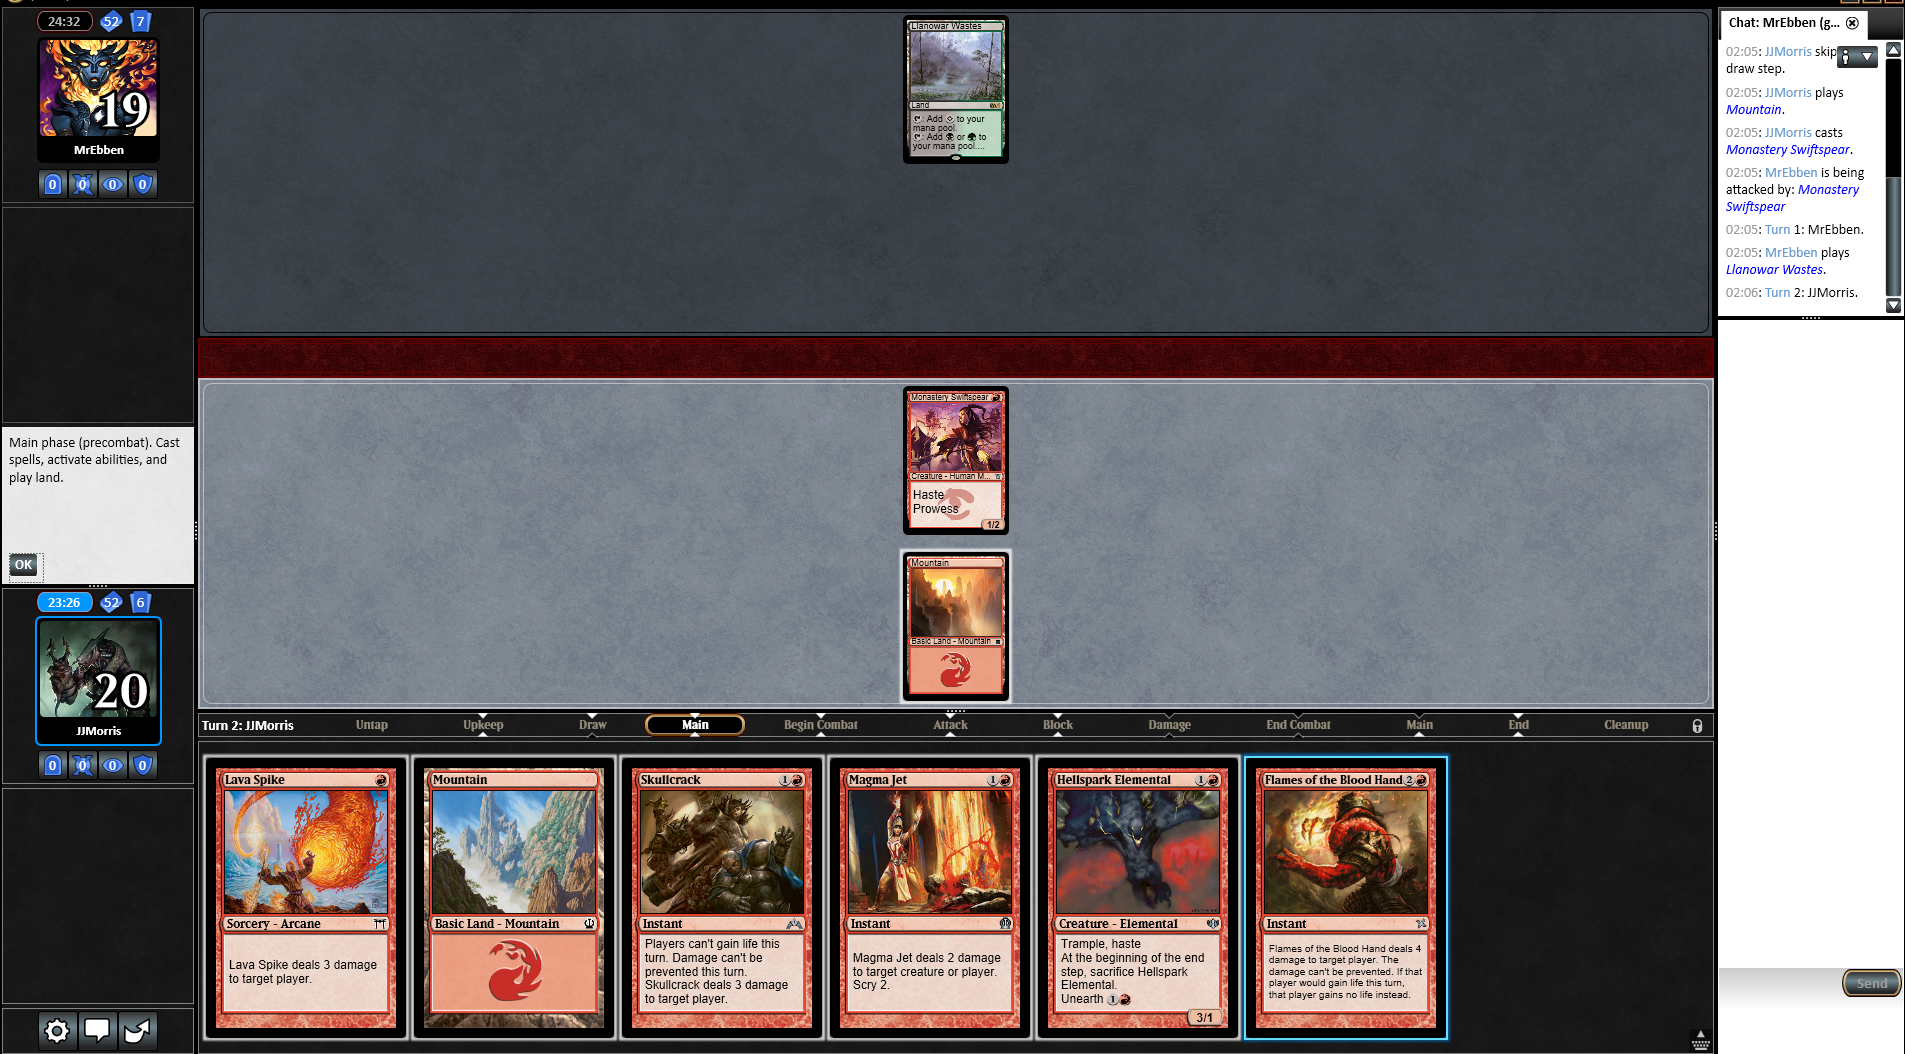 24:32 52 7
19
MrEbben
0 0 0 0
Main phase (precombat). Cast
spells, activate abilities, and
play land.
OK
23:26 52 6
20
JJMorris
0 0 0 0
Llanowar Wastes
Land
: Add to your
mana pool.
: Add or to
your mana pool....
Monastery Swiftspear
Creature - Human M...
Haste
Prowess
1/2
Mountain
Basic Land - Mountain
Turn 2: JJMorris Untap Upkeep Draw Main Begin Combat Attack Block Damage End Combat Main End Cleanup
Lava Spike
Sorcery - Arcane
Lava Spike deals 3 damage
to target player.
Mountain
Basic Land - Mountain
Skullcrack 1
Instant
Players can't gain life this
turn. Damage can't be
prevented this turn.
Skullcrack deals 3 damage
to target player.
Magma Jet 1
Instant
Magma Jet deals 2 damage
to target creature or player.
Scry 2.
Hellspark Elemental 1
Creature - Elemental
Trample, haste
At the beginning of the end
step, sacrifice Hellspark
Elemental.
Unearth 1
3/1
Flames of the Blood Hand 2
Instant
Flames of the Blood Hand deals 4
damage to target player. The
damage can't be prevented. If that
player would gain life this turn,
that player gains no life instead.
Chat: MrEbben (g...
02:05: JJMorris skip
draw step.
02:05: JJMorris plays
Mountain.
02:05: JJMorris casts
Monastery Swiftspear.
02:05: MrEbben is being
attacked by: Monastery
Swiftspear
02:05: Turn 1: MrEbben.
02:05: MrEbben plays
Llanowar Wastes.
02:06: Turn 2: JJMorris.
Send